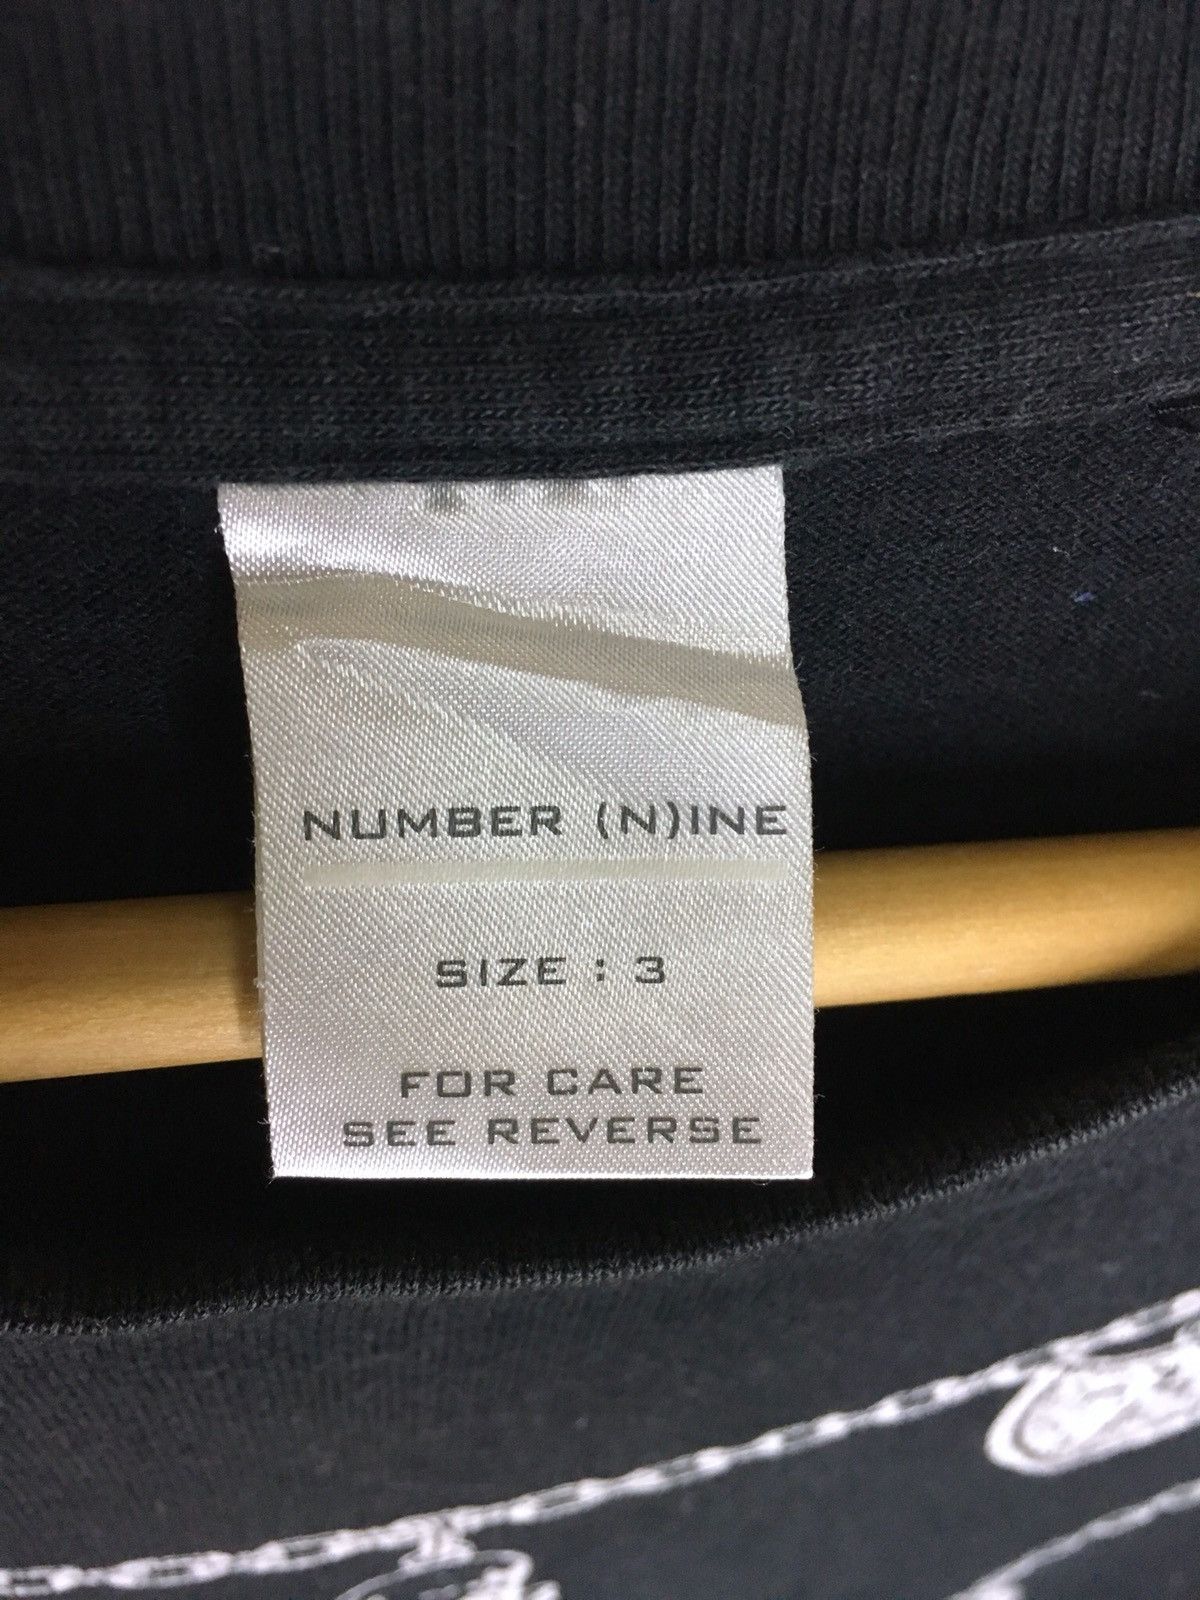 NUMBER (N)INE
SIZE : 3
FOR CARE
SEE REVERSE